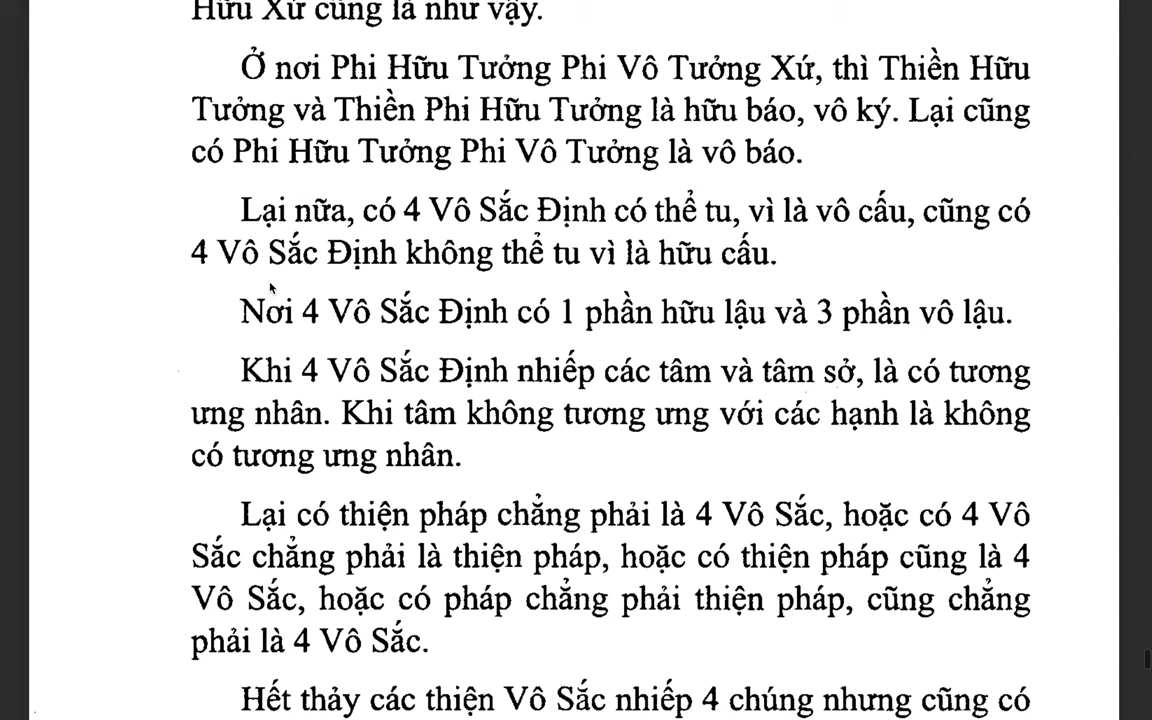 Hữu Xứ cũng là như vậy.
Ở nơi Phi Hữu Tưởng Phi Vô Tưởng Xứ, thì Thiền Hữu
Tưởng và Thiền Phi Hữu Tưởng là hữu báo, vô ký. Lại cũng
có Phi Hữu Tưởng Phi Vô Tưởng là vô báo.
Lại nữa, có 4 Vô Sắc Định có thể tu, vì là vô cấu, cũng có
4 Vô Sắc Định không thể tu vì là hữu cấu.
Nơi 4 Vô Sắc Định có 1 phần hữu lậu và 3 phần vô lậu.
Khi 4 Vô Sắc Định nhiếp các tâm và tâm sở, là có tương
ưng nhân. Khi tâm không tương ưng với các hạnh là không
có tương ưng nhân.
Lại có thiện pháp chẳng phải là 4 Vô Sắc, hoặc có 4 Vô
Sắc chẳng phải là thiện pháp, hoặc có thiện pháp cũng là 4
Vô Sắc, hoặc có pháp chẳng phải thiện pháp, cũng chẳng
phải là 4 Vô Sắc.
Hết thảy các thiện Vô Sắc nhiếp 4 chúng nhưng cũng có